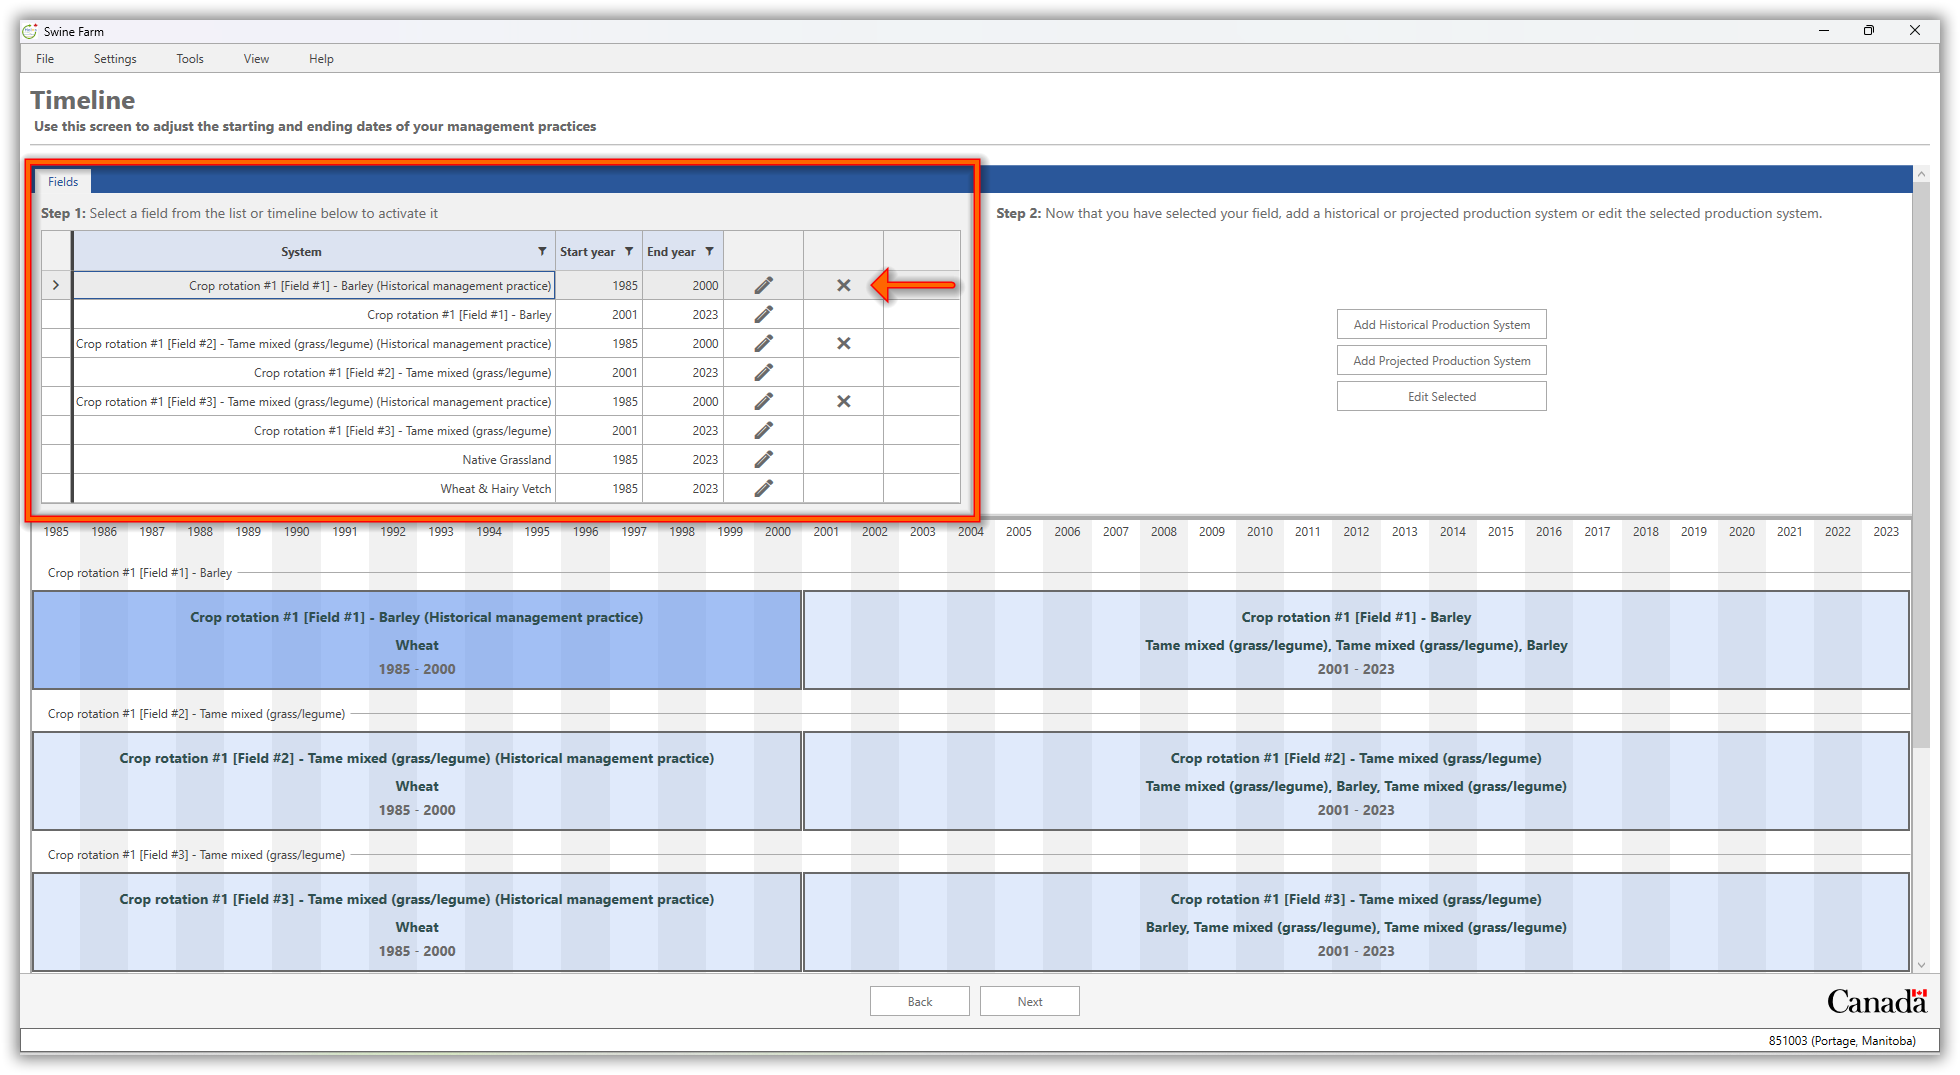 Swine Farm
File Settings Tools View Help
Timeline
Use this screen to adjust the starting and ending dates of your management practices
Fields
Step 1: Select a field from the list or timeline below to activate it
System Start year End year
Crop rotation #1 [Field #1] - Barley (Historical management practice) 1985 2000
Crop rotation #1 [Field #1] - Barley 2001 2023
Crop rotation #1 [Field #2] - Tame mixed (grass/legume) (Historical management practice) 1985 2000
Crop rotation #1 [Field #2] - Tame mixed (grass/legume) 2001 2023
Crop rotation #1 [Field #3] - Tame mixed (grass/legume) (Historical management practice) 1985 2000
Crop rotation #1 [Field #3] - Tame mixed (grass/legume) 2001 2023
Native Grassland 1985 2023
Wheat & Hairy Vetch 1985 2023
Step 2: Now that you have selected your field, add a historical or projected production system or edit the selected production system.
Add Historical Production System
Add Projected Production System
Edit Selected
1985 1986 1987 1988 1989 1990 1991 1992 1993 1994 1995 1996 1997 1998 1999 2000 2001 2002 2003 2004 2005 2006 2007 2008 2009 2010 2011 2012 2013 2014 2015 2016 2017 2018 2019 2020 2021 2022 2023
Crop rotation #1 [Field #1] - Barley
Crop rotation #1 [Field #1] - Barley (Historical management practice)
Wheat
1985 - 2000
Crop rotation #1 [Field #1] - Barley
Tame mixed (grass/legume), Tame mixed (grass/legume), Barley
2001 - 2023
Crop rotation #1 [Field #2] - Tame mixed (grass/legume)
Crop rotation #1 [Field #2] - Tame mixed (grass/legume) (Historical management practice)
Wheat
1985 - 2000
Crop rotation #1 [Field #2] - Tame mixed (grass/legume)
Tame mixed (grass/legume), Barley, Tame mixed (grass/legume)
2001 - 2023
Crop rotation #1 [Field #3] - Tame mixed (grass/legume)
Crop rotation #1 [Field #3] - Tame mixed (grass/legume) (Historical management practice)
Wheat
1985 - 2000
Crop rotation #1 [Field #3] - Tame mixed (grass/legume)
Barley, Tame mixed (grass/legume), Tame mixed (grass/legume)
2001 - 2023
Back Next
Canada
851003 (Portage, Manitoba)